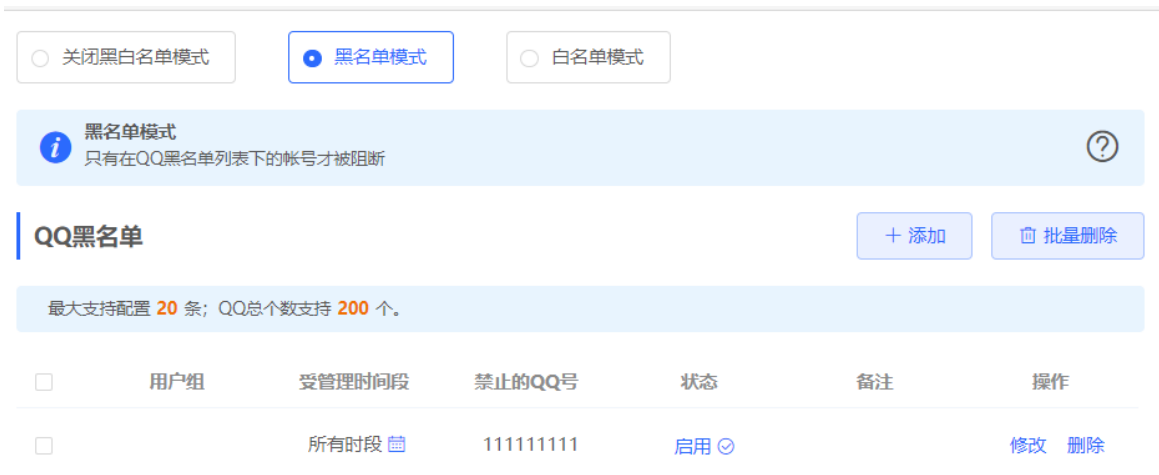 关闭黑白名单模式 黑名单模式 白名单模式
黑名单模式
只有在QQ黑名单列表下的帐号才被阻断
QQ黑名单 添加 批量删除
最大支持配置 20 条；QQ总个数支持 200 个。
用户组 受管理时间段 禁止的QQ号 状态 备注 操作
所有时段 111111111 启用 修改 删除